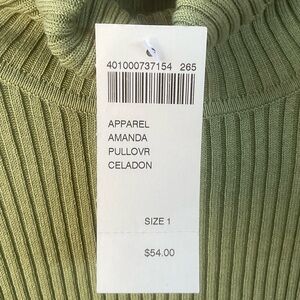 401000737154 265
APPAREL
AMANDA
PULLOVR
CELADON
SIZE 1
$54.00